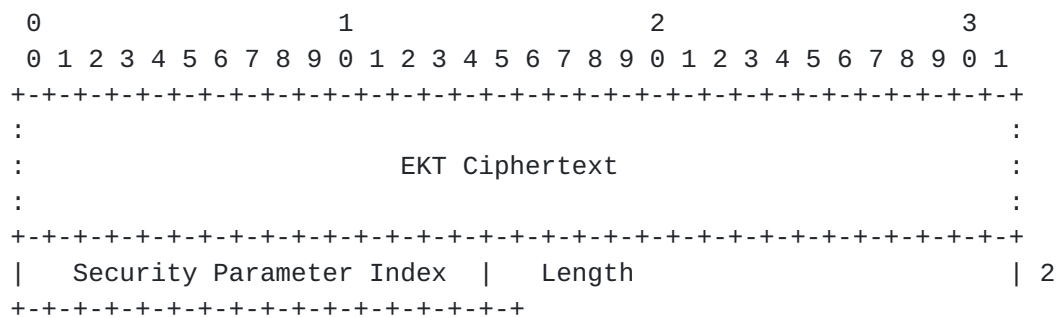 0                   1                   2                   3
 0 1 2 3 4 5 6 7 8 9 0 1 2 3 4 5 6 7 8 9 0 1 2 3 4 5 6 7 8 9 0 1
+-+-+-+-+-+-+-+-+-+-+-+-+-+-+-+-+-+-+-+-+-+-+-+-+-+-+-+-+-+-+-+-+
:                                                               :
:                        EKT Ciphertext                         :
:                                                               :
+-+-+-+-+-+-+-+-+-+-+-+-+-+-+-+-+-+-+-+-+-+-+-+-+-+-+-+-+-+-+-+-+
|   Security Parameter Index  |   Length                        | 2
+-+-+-+-+-+-+-+-+-+-+-+-+-+-+-+-+